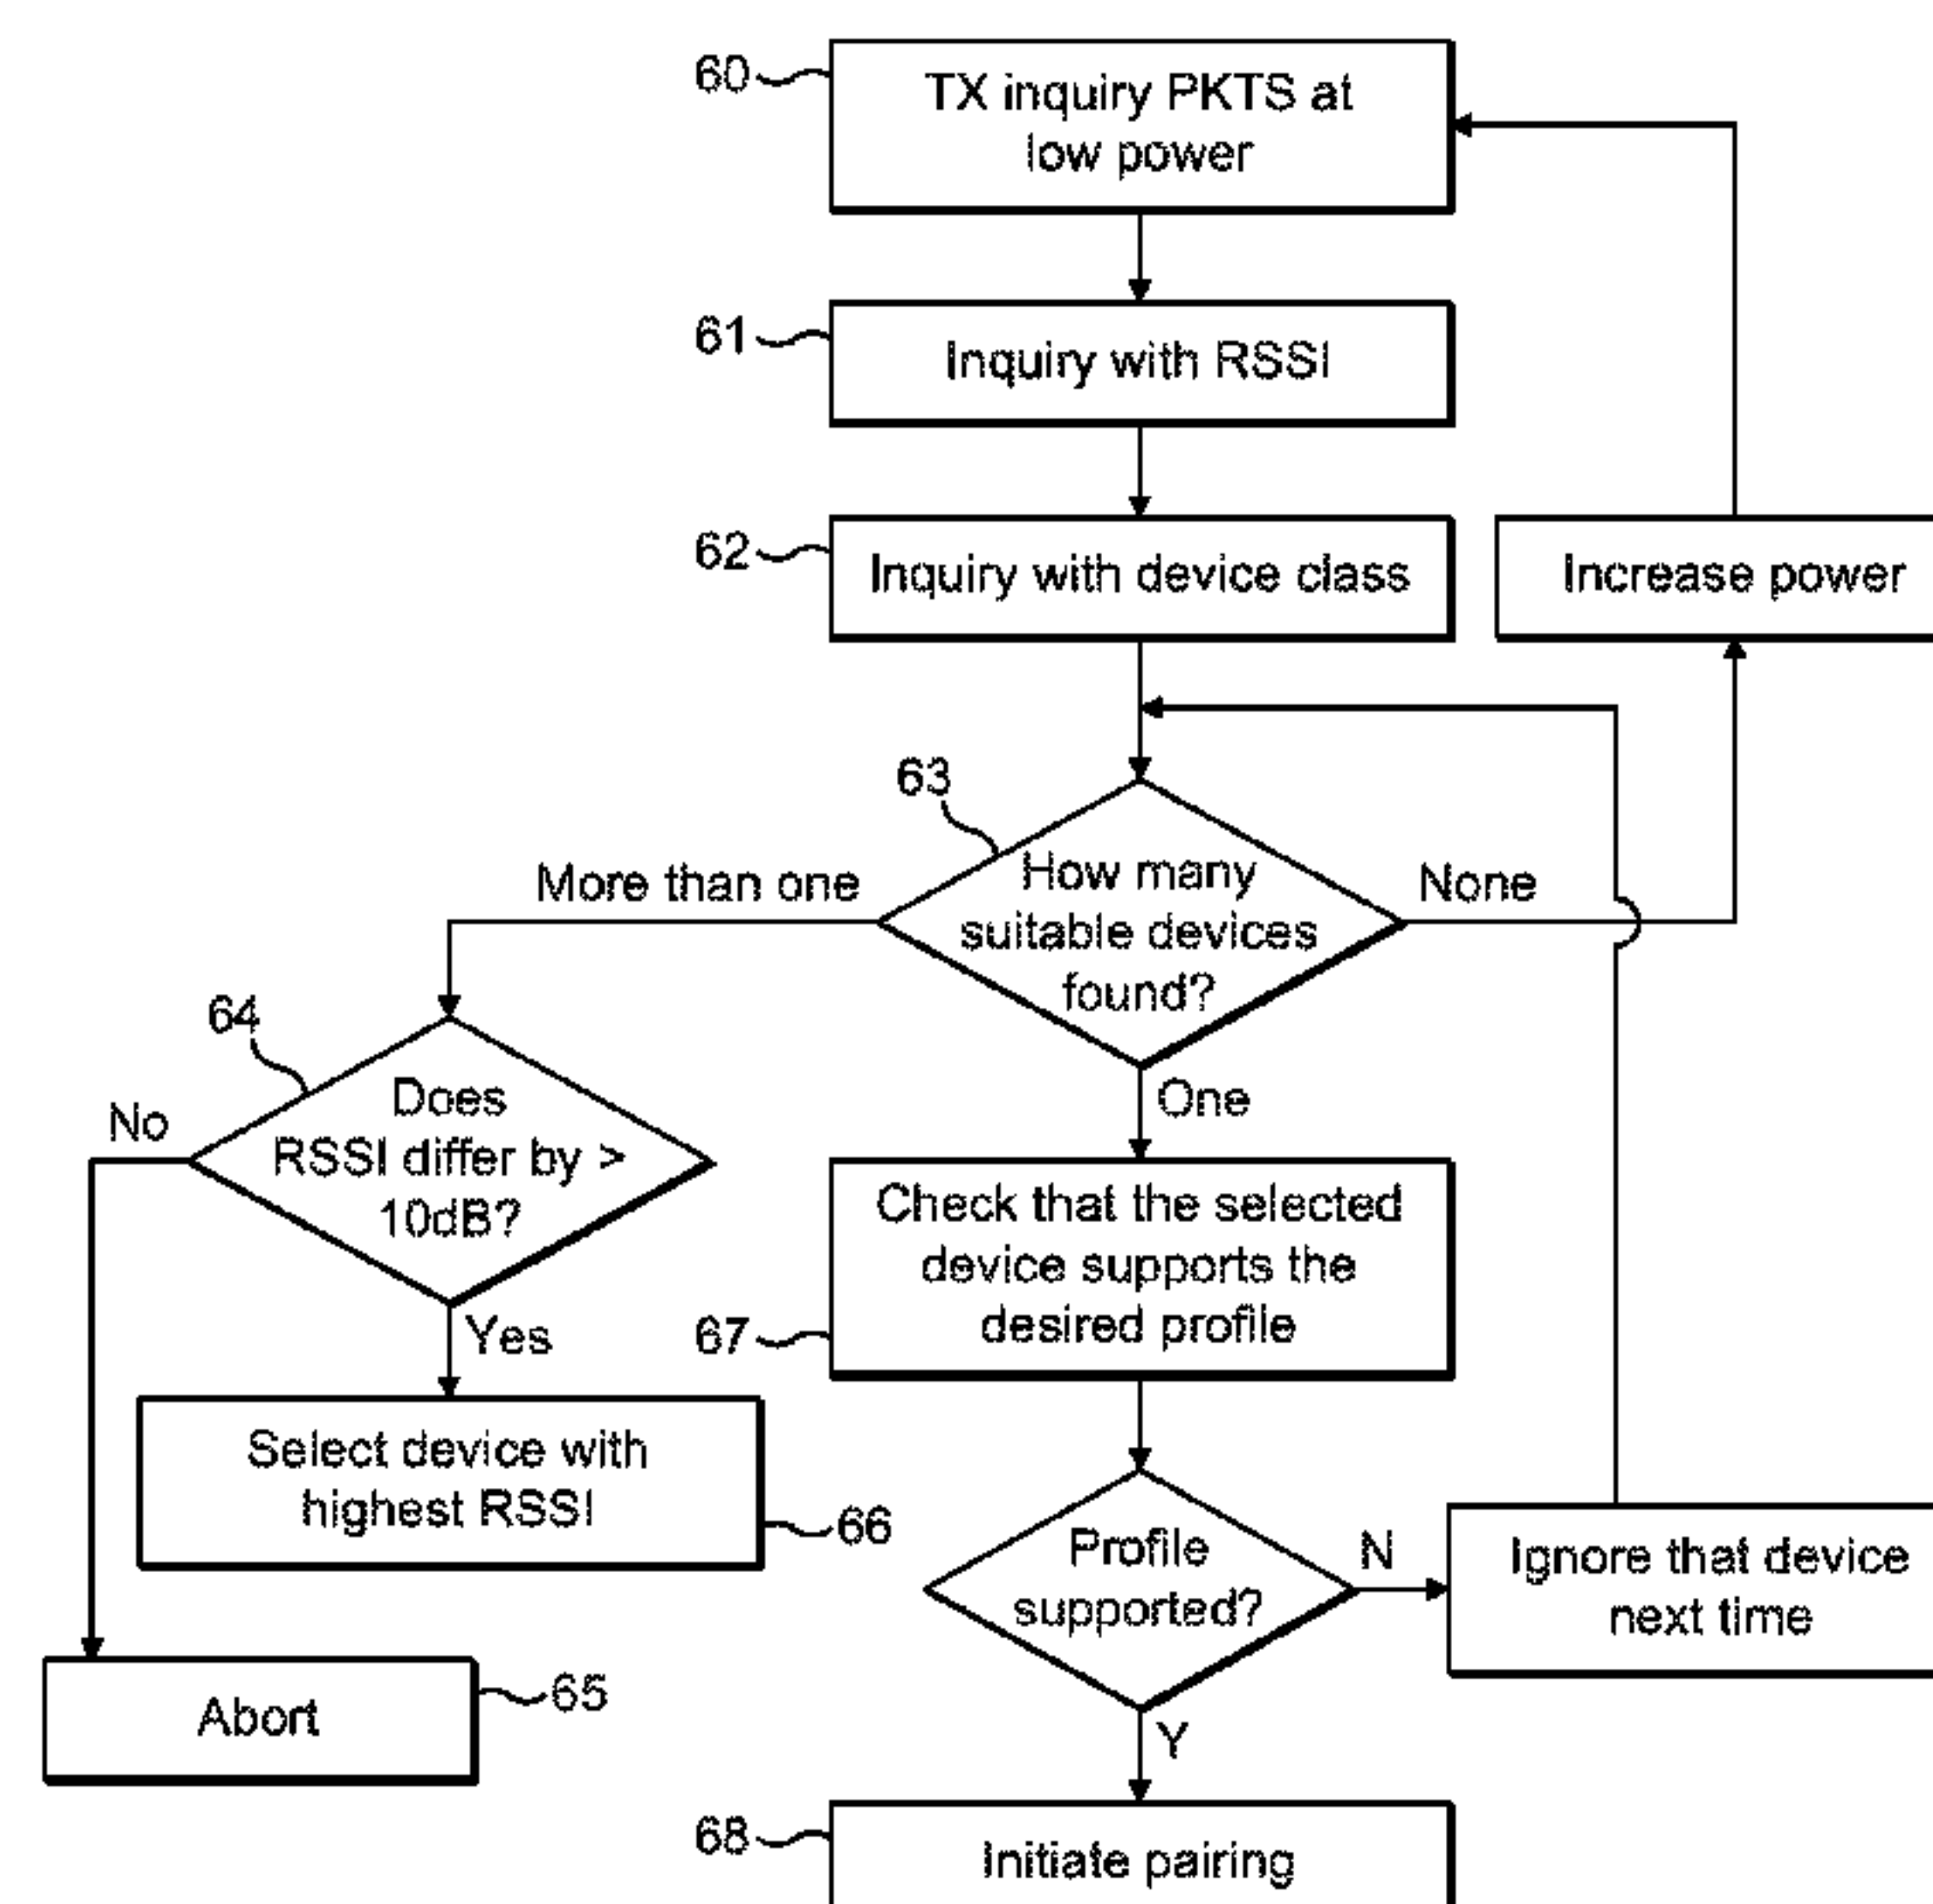 60
TX inquiry PKTS at
low power
61
Inquiry with RSSI
62
Inquiry with device class
Increase power
63
How many
suitable devices
found?
More than one
None
One
64
Does
RSSI differ by >
10dB?
No
Yes
Check that the selected
device supports the
desired profile
67
Select device with
highest RSSI
66
Profile
supported?
N
Ignore that device
next time
Y
Abort
65
68
Initiate pairing